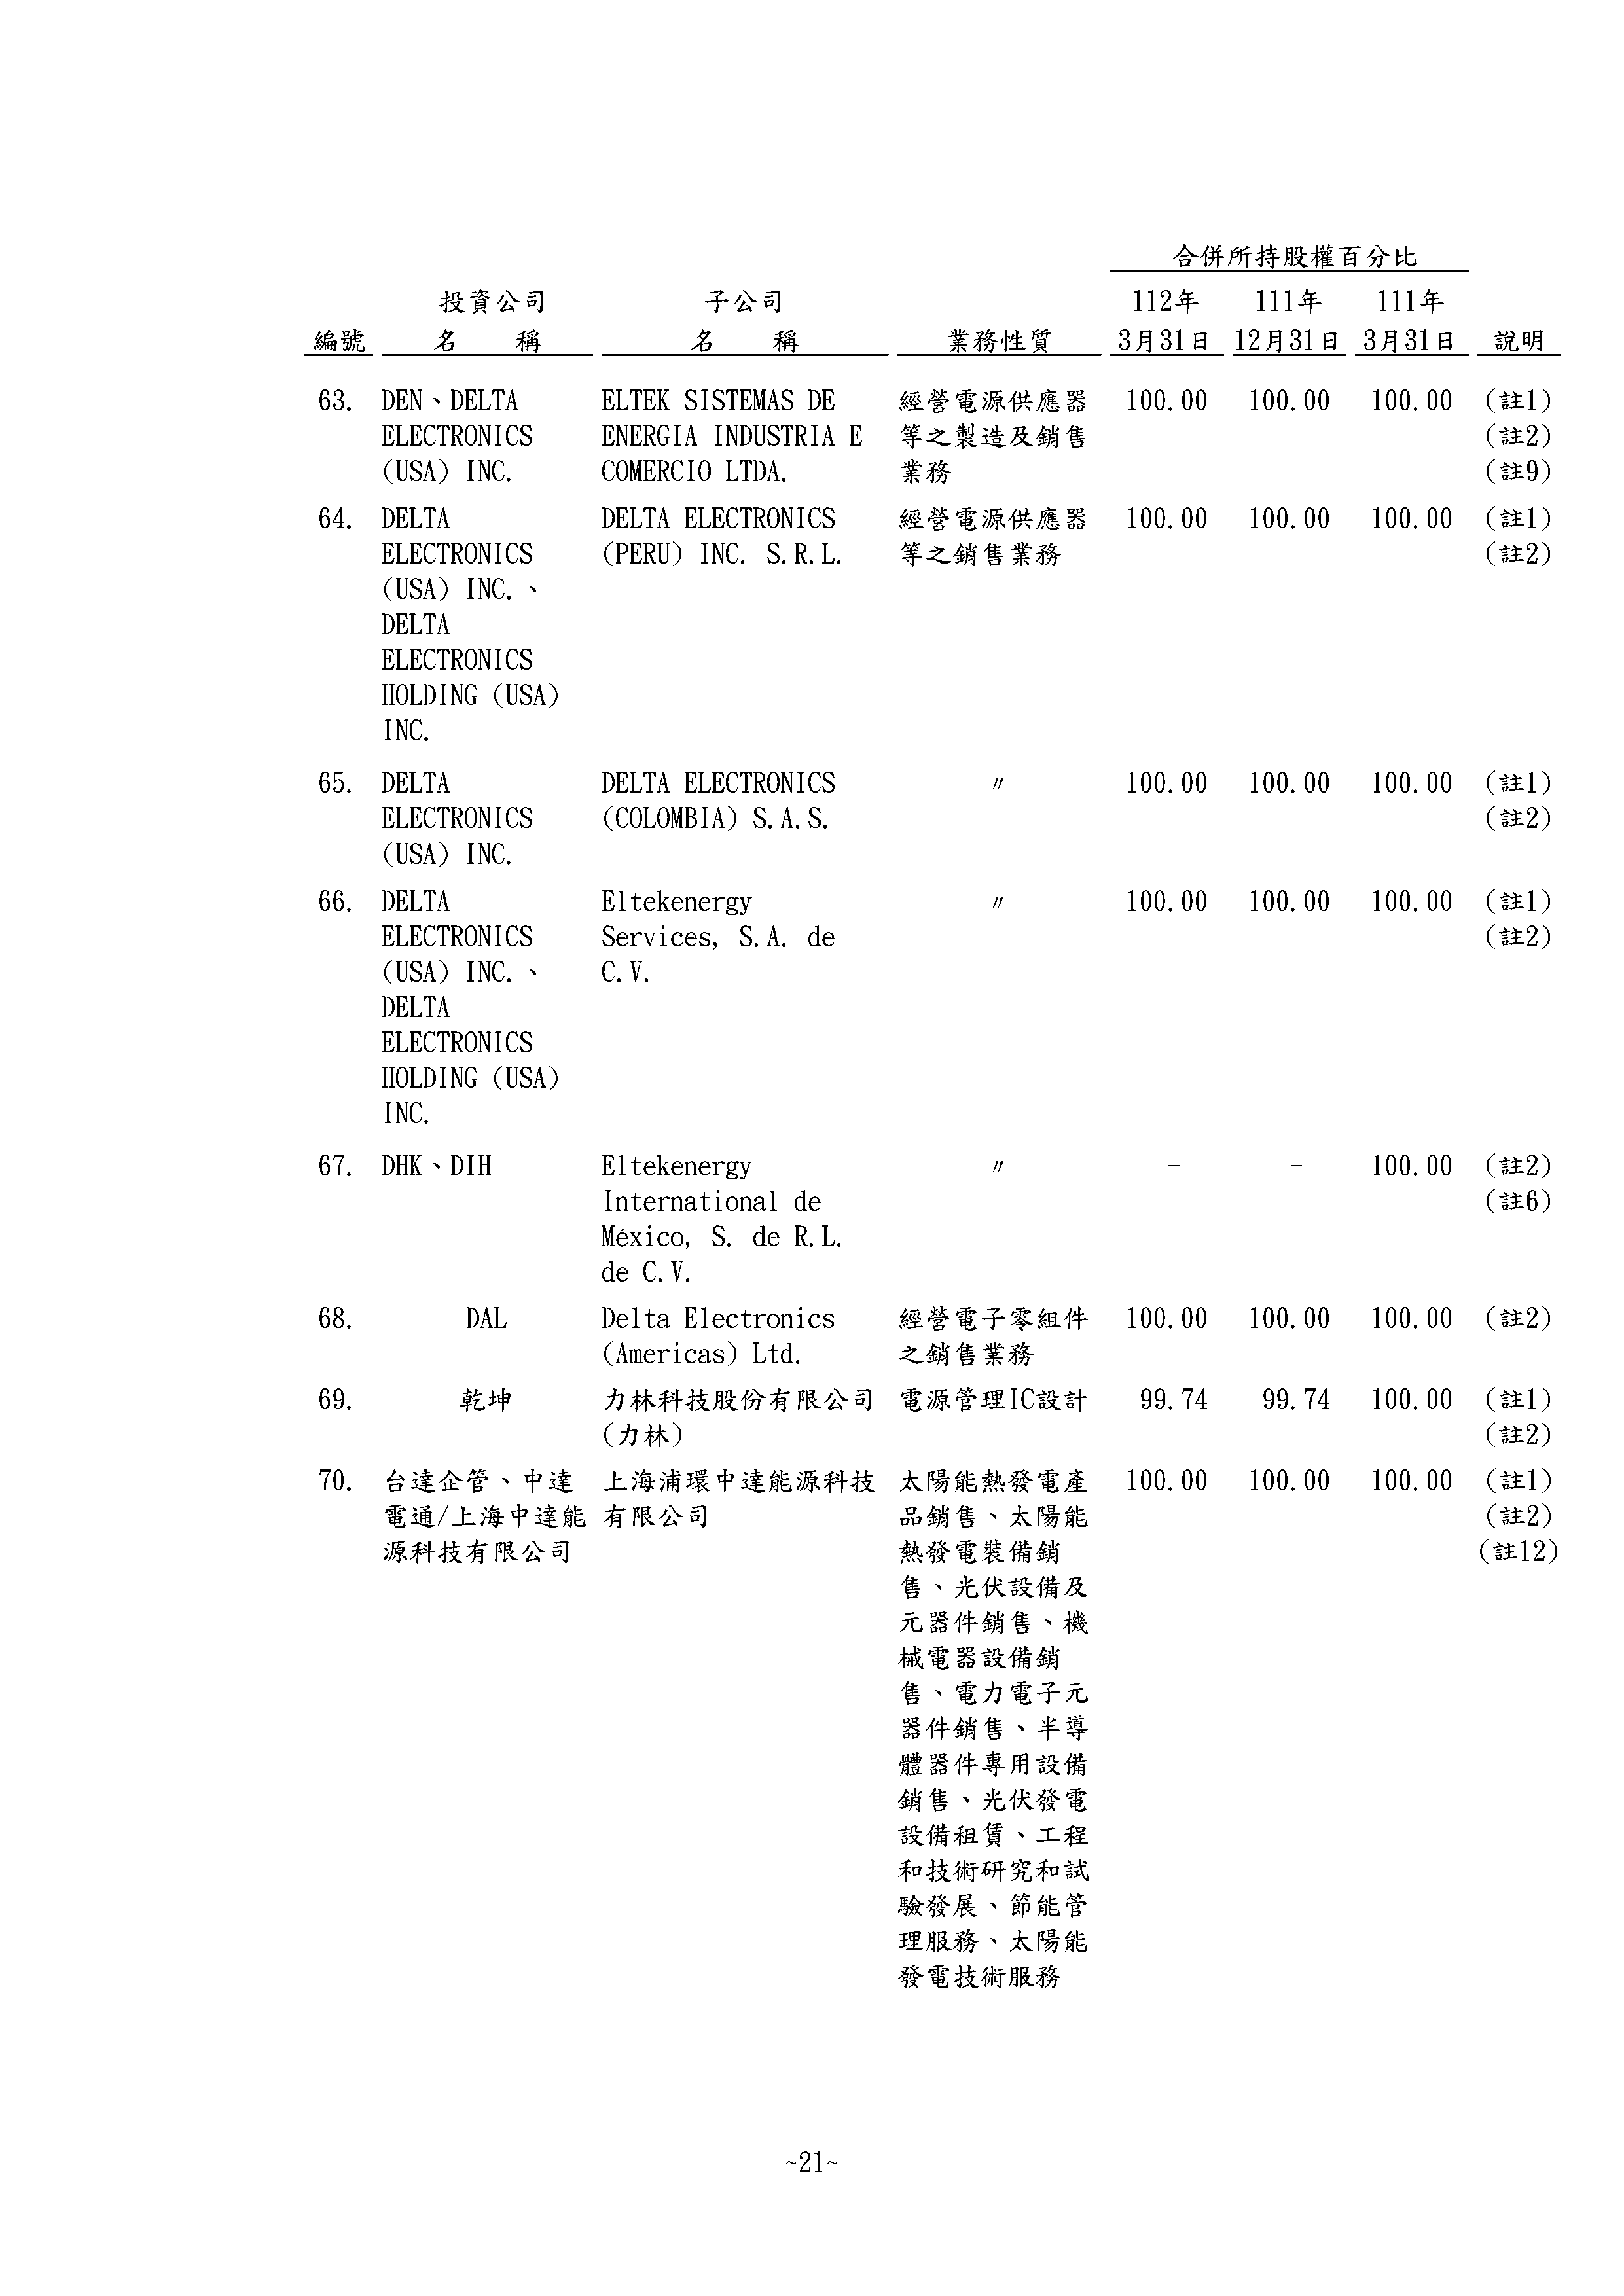 合併所持股權百分比
投資公司 子公司 112年 111年 111年
編號 名 稱 名 稱 業務性質 3月31日 12月31日 3月31日 說明
63. DEN、DELTA ELTEK SISTEMAS DE 經營電源供應器 100.00 100.00 100.00 (註1)
ELECTRONICS ENERGIA INDUSTRIA E 等之製造及銷售 (註2)
(USA) INC. COMERCIO LTDA. 業務 (註9)
64. DELTA DELTA ELECTRONICS 經營電源供應器 100.00 100.00 100.00 (註1)
ELECTRONICS (PERU) INC. S.R.L. 等之銷售業務 (註2)
(USA) INC.、
DELTA
ELECTRONICS
HOLDING (USA)
INC.
65. DELTA DELTA ELECTRONICS 〃 100.00 100.00 100.00 (註1)
ELECTRONICS (COLOMBIA) S.A.S. (註2)
(USA) INC.
66. DELTA Eltekenergy 〃 100.00 100.00 100.00 (註1)
ELECTRONICS Services, S.A. de (註2)
(USA) INC.、 C.V.
DELTA
ELECTRONICS
HOLDING (USA)
INC.
67. DHK、DIH Eltekenergy 〃 - - 100.00 (註2)
International de (註6)
México, S. de R.L.
de C.V.
68. DAL Delta Electronics 經營電子零組件 100.00 100.00 100.00 (註2)
(Americas) Ltd. 之銷售業務
69. 乾坤 力林科技股份有限公司 電源管理IC設計 99.74 99.74 100.00 (註1)
(力林) (註2)
70. 台達企管、中達 上海浦環中達能源科技 太陽能熱發電產 100.00 100.00 100.00 (註1)
電通/上海中達能 有限公司 品銷售、太陽能 (註2)
源科技有限公司 熱發電裝備銷 (註12)
售、光伏設備及
元器件銷售、機
械電器設備銷
售、電力電子元
器件銷售、半導
體器件專用設備
銷售、光伏發電
設備租賃、工程
和技術研究和試
驗發展、節能管
理服務、太陽能
發電技術服務
~21~